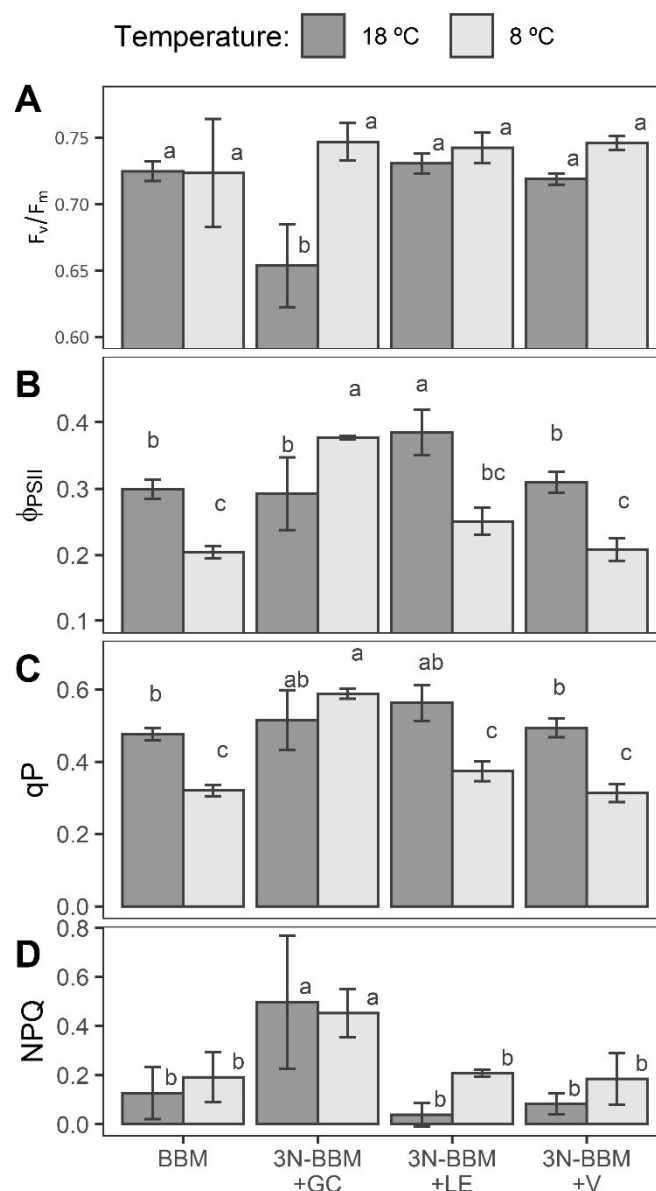 Temperature: 18 ºC 8 ºC
A
Fv/Fm
0.75
0.70
0.65
0.60
a a b a a a a a
B
ϕPSII
0.4
0.3
0.2
0.1
b c b a a bc b c
C
qP
0.6
0.4
0.2
0.0
b c ab a ab c b c
D
NPQ
0.8
0.6
0.4
0.2
0.0
b b a a b b b b
BBM 3N-BBM 3N-BBM 3N-BBM
+GC +LE +V